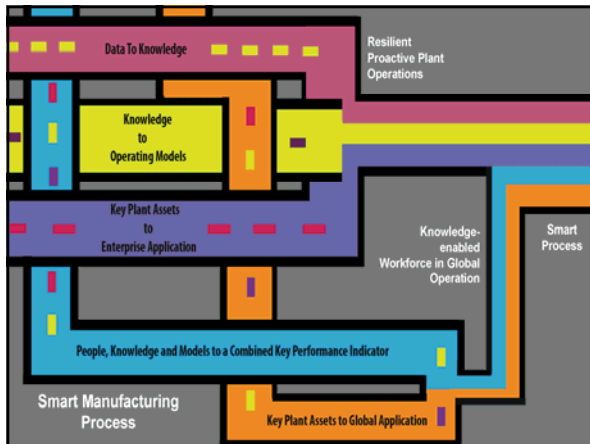 Data To Knowledge
Resilient
Proactive Plant
Operations
Knowledge
to
Operating Models
Key Plant Assets
to
Enterprise Application
Knowledge-
enabled
Workforce in Global
Operation
Smart
Process
People, Knowledge and Models to a Combined Key Performance Indicator
Smart Manufacturing
Process
Key Plant Assets to Global Application